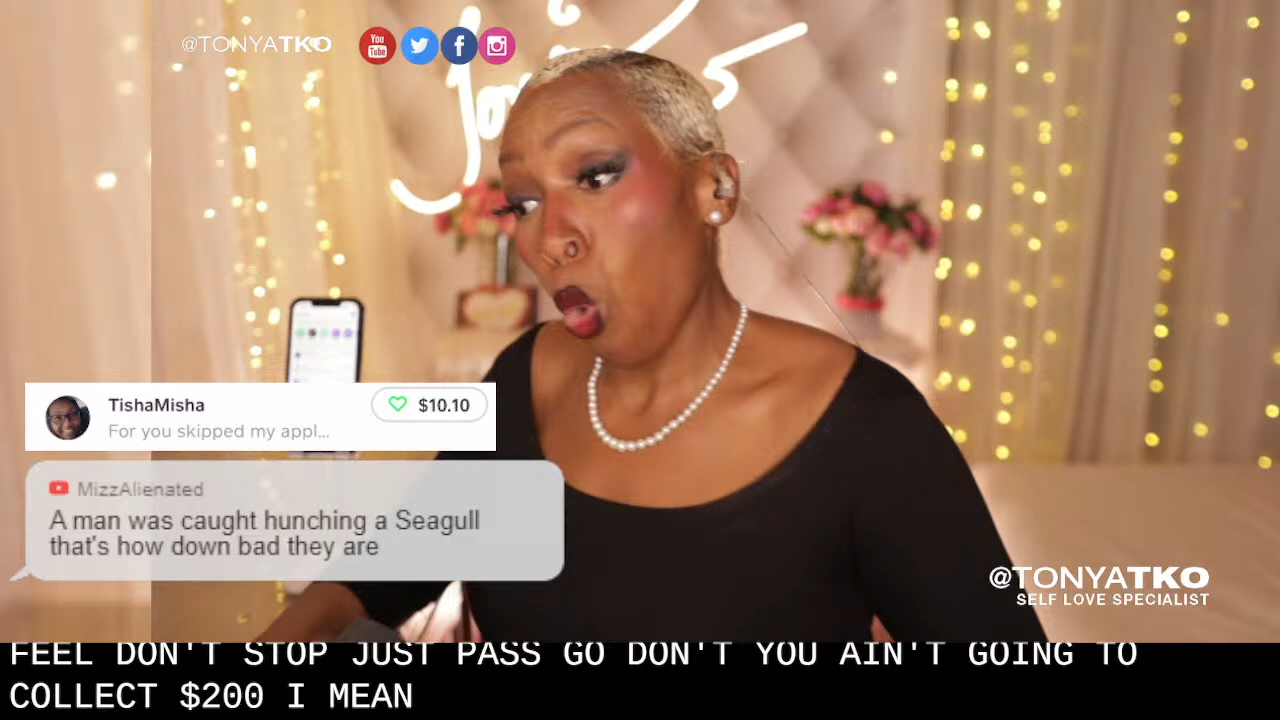 @TONYATKO
You
Tube
TishaMisha
$10.10
For you skipped my appl...
MizzAlienated
A man was caught hunching a Seagull
that's how down bad they are
@TONYATKO
SELF LOVE SPECIALIST
FEEL DON'T STOP JUST PASS GO DON'T YOU AIN'T GOING TO
COLLECT $200 I MEAN